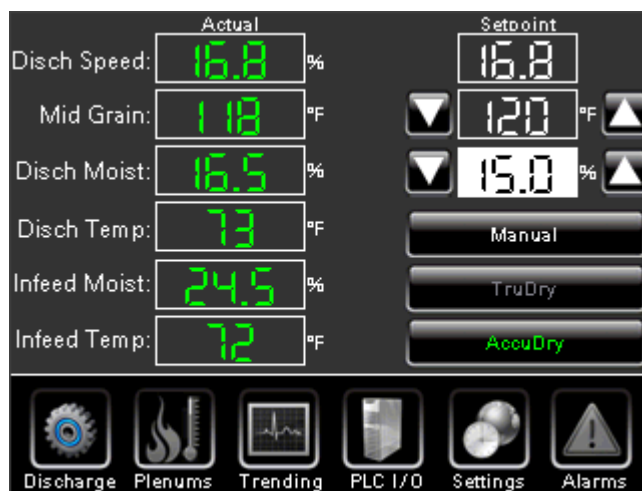 Actual Setpoint
Disch Speed: 16.8 % 16.8
Mid Grain: 118 °F 120 °F
Disch Moist: 16.5 % 15.0 %
Disch Temp: 73 °F Manual
Infeed Moist: 24.5 % TruDry
Infeed Temp: 72 °F AccuDry
Discharge Plenums Trending PLC I/O Settings Alarms